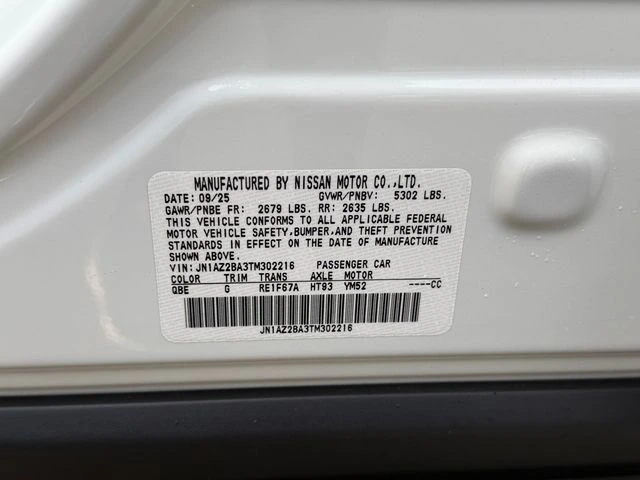 MANUFACTURED BY NISSAN MOTOR CO.,LTD.
DATE: 09/25 GVWR/PNBV: 5302 LBS.
GAWR/PNBE FR: 2679 LBS. RR: 2635 LBS.
THIS VEHICLE CONFORMS TO ALL APPLICABLE FEDERAL
MOTOR VEHICLE SAFETY,BUMPER,AND THEFT PREVENTION
STANDARDS IN EFFECT ON THE DATE OF MANUFACTURE
SHOWN ABOVE.
VIN: JN1AZ2BA3TM302216 PASSENGER CAR
COLOR TRIM TRANS AXLE MOTOR
QBE G RE1F67A HT93 YM52 ----CC
JN1AZ2BA3TM302216